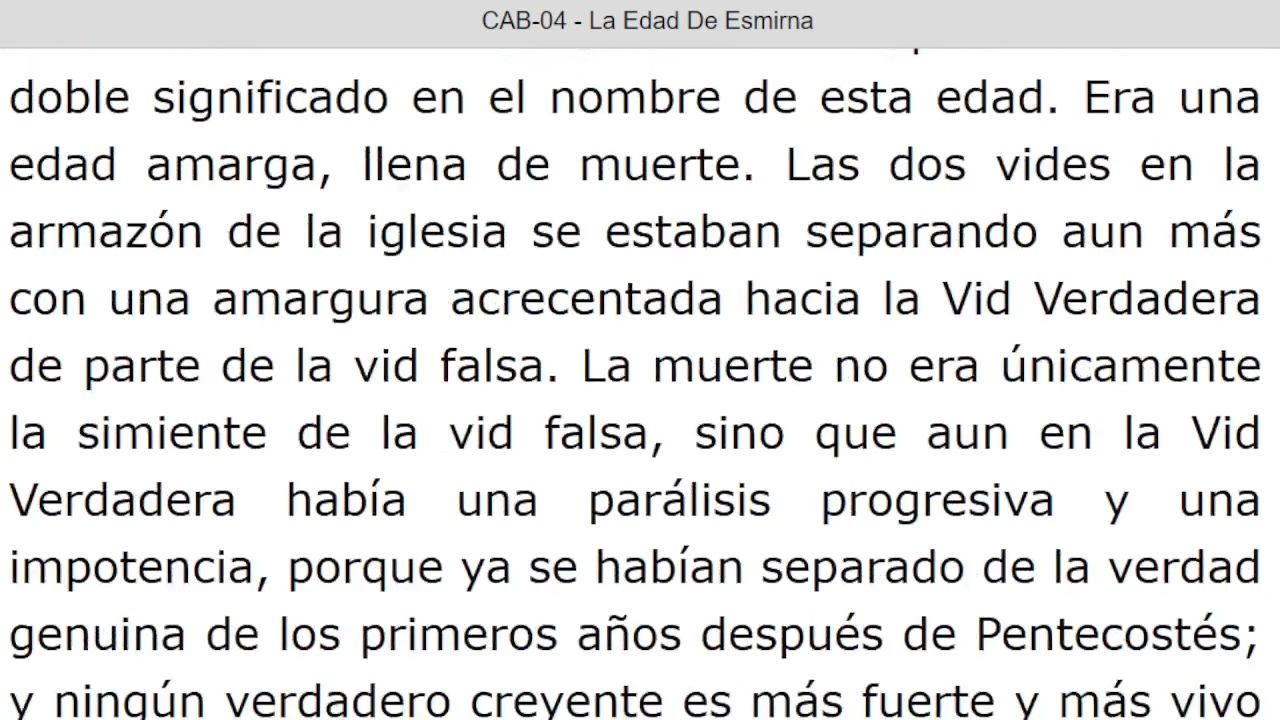 CAB-04 - La Edad De Esmirna
doble significado en el nombre de esta edad. Era una
edad amarga, llena de muerte. Las dos vides en la
armazón de la iglesia se estaban separando aun más
con una amargura acrecentada hacia la Vid Verdadera
de parte de la vid falsa. La muerte no era únicamente
la simiente de la vid falsa, sino que aun en la Vid
Verdadera había una parálisis progresiva y una
impotencia, porque ya se habían separado de la verdad
genuina de los primeros años después de Pentecostés;
y ningún verdadero creyente es más fuerte y más vivo